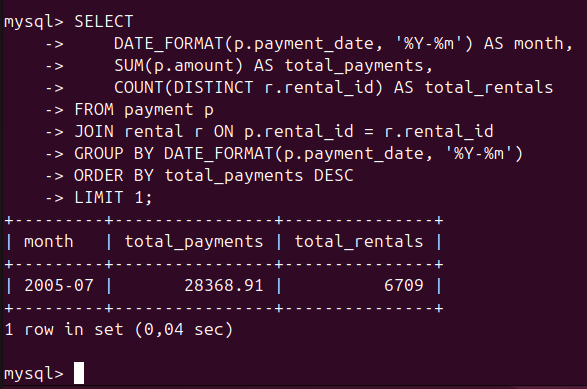 mysql> SELECT
    ->     DATE_FORMAT(p.payment_date, '%Y-%m') AS month,
    ->     SUM(p.amount) AS total_payments,
    ->     COUNT(DISTINCT r.rental_id) AS total_rentals
    -> FROM payment p
    -> JOIN rental r ON p.rental_id = r.rental_id
    -> GROUP BY DATE_FORMAT(p.payment_date, '%Y-%m')
    -> ORDER BY total_payments DESC
    -> LIMIT 1;
+---------+----------------+---------------+
| month   | total_payments | total_rentals |
+---------+----------------+---------------+
| 2005-07 |       28368.91 |          6709 |
+---------+----------------+---------------+
1 row in set (0,04 sec)

mysql>